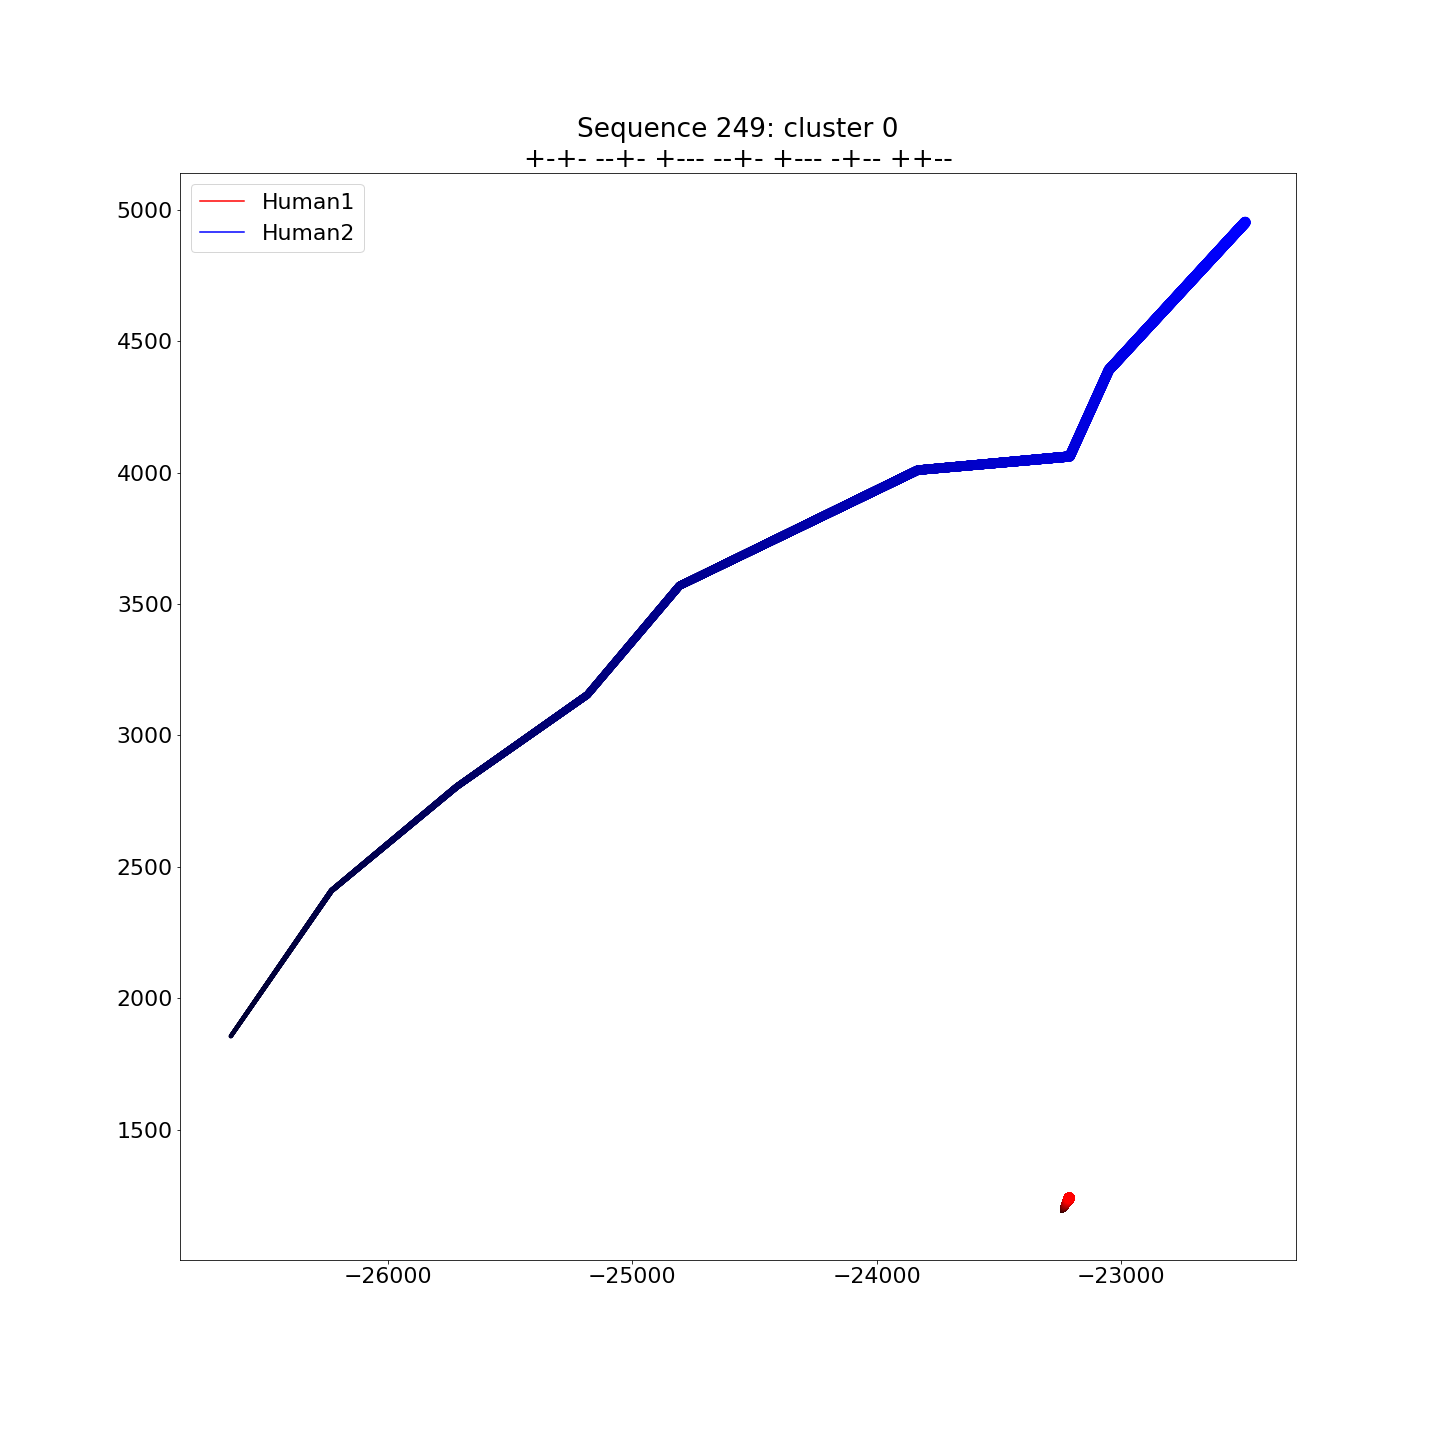 Sequence 249: cluster 0
+-+- --+- +--- --+- +--- -+-- ++--
Human1
Human2
5000
4500
4000
3500
3000
2500
2000
1500
−26000 −25000 −24000 −23000